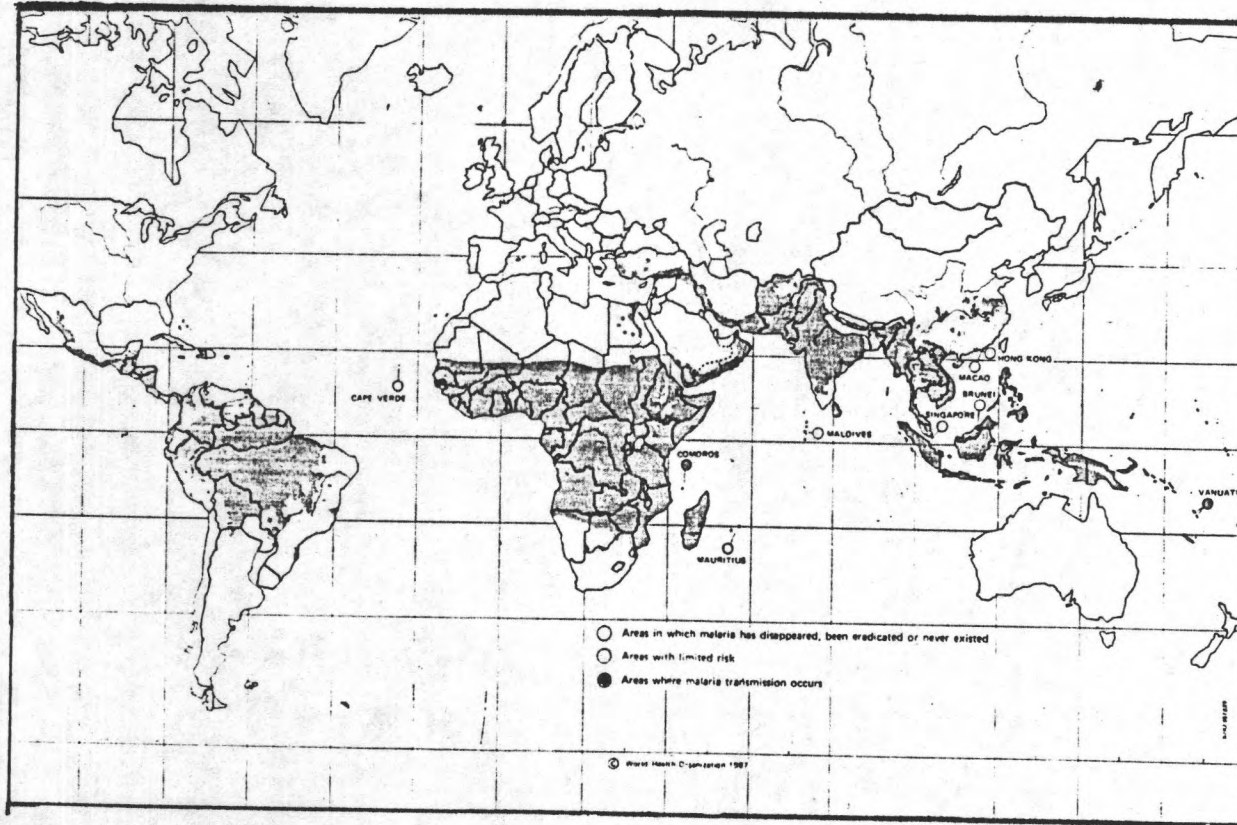 HONG KONG
MACAO
CAPE VERDE
BRUNEI
SINGAPORE
MALDIVES
COMOROS
VANUATU
MAURITIUS
Areas in which malaria has disappeared, been eradicated or never existed
Areas with limited risk
Areas where malaria transmission occurs
© World Health Organization 1987